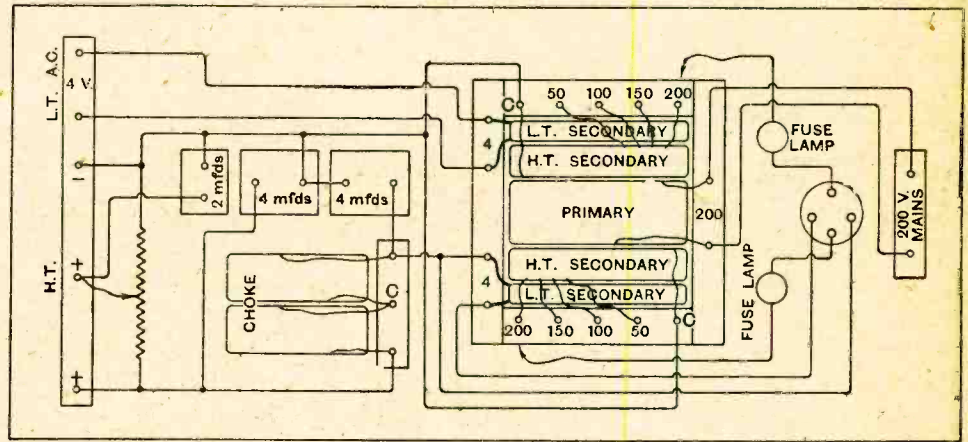 L.T. A.C.
4 V.
H.T.
–
+
+
2 mfds
4 mfds
4 mfds
CHOKE
C
C
50 100 150 200
4
L.T. SECONDARY
H.T. SECONDARY
PRIMARY
200
H.T. SECONDARY
4
L.T. SECONDARY
200 150 100 50
C
FUSE LAMP
FUSE LAMP
200 V. MAINS